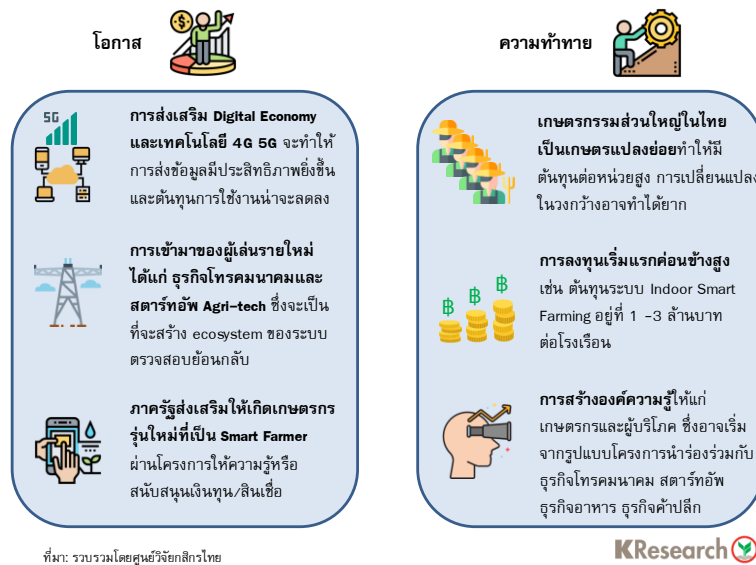 โอกาส
5G
การส่งเสริม Digital Economy
และเทคโนโลยี 4G 5G จะทำให้
การส่งข้อมูลมีประสิทธิภาพยิ่งขึ้น
และต้นทุนการใช้งานน่าจะลดลง
การเข้ามาของผู้เล่นรายใหม่
ได้แก่ ธุรกิจโทรคมนาคมและ
สตาร์ทอัพ Agri-tech ซึ่งจะเป็น
ที่จะสร้าง ecosystem ของระบบ
ตรวจสอบย้อนกลับ
ภาครัฐส่งเสริมให้เกิดเกษตรกร
รุ่นใหม่ที่เป็น Smart Farmer
ผ่านโครงการให้ความรู้หรือ
สนับสนุนเงินทุน/สินเชื่อ
ความท้าทาย
เกษตรกรรมส่วนใหญ่ในไทย
เป็นเกษตรแปลงย่อยทำให้มี
ต้นทุนต่อหน่วยสูง การเปลี่ยนแปลง
ในวงกว้างอาจทำได้ยาก
การลงทุนเริ่มแรกค่อนข้างสูง
เช่น ต้นทุนระบบ Indoor Smart
Farming อยู่ที่ 1 -3 ล้านบาท
ต่อโรงเรือน
การสร้างองค์ความรู้ให้แก่
เกษตรกรและผู้บริโภค ซึ่งอาจเริ่ม
จากรูปแบบโครงการนำร่องร่วมกับ
ธุรกิจโทรคมนาคม สตาร์ทอัพ
ธุรกิจอาหาร ธุรกิจค้าปลีก
ที่มา: รวบรวมโดยศูนย์วิจัยกสิกรไทย
KResearch